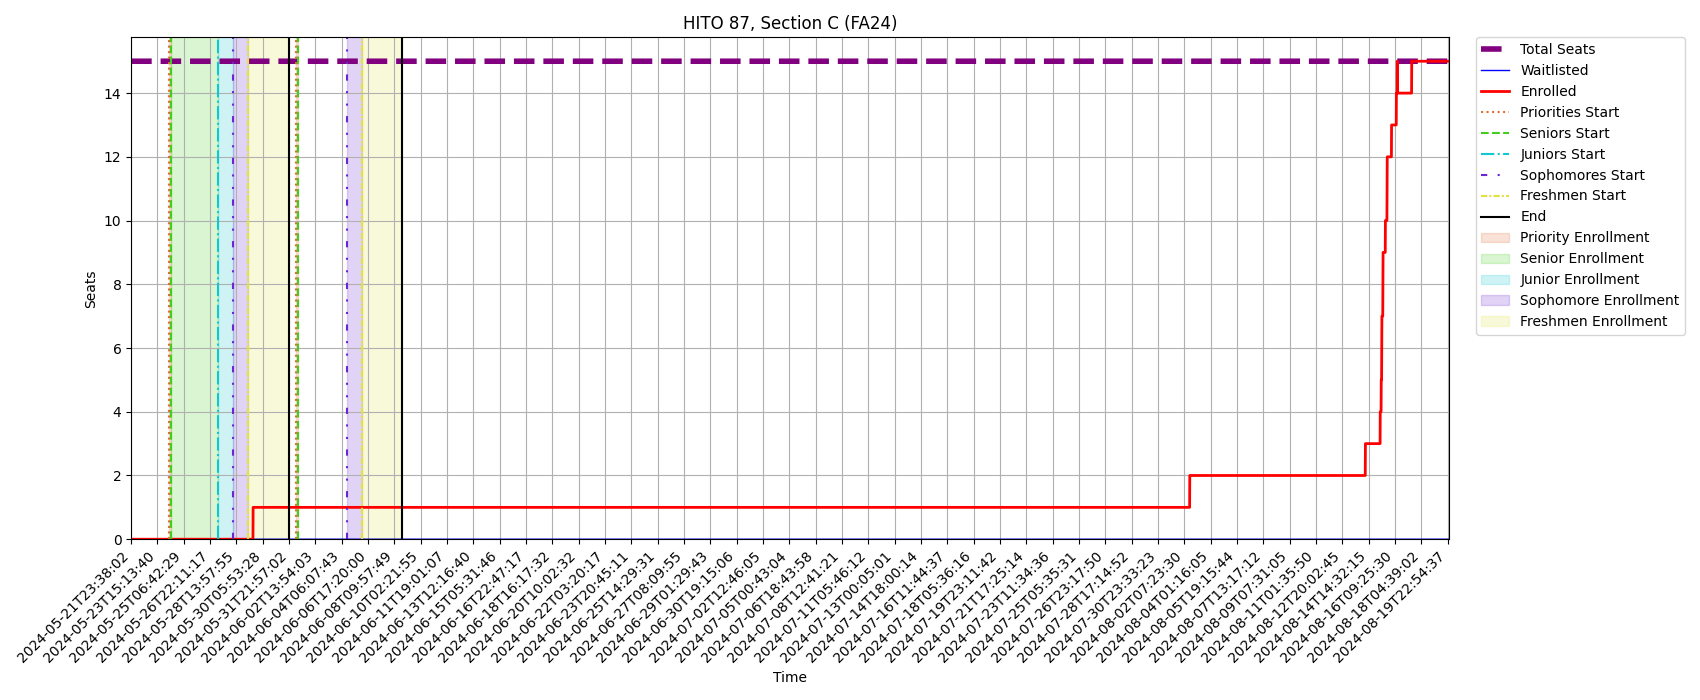 HITO 87, Section C (FA24)
Seats
14
12
10
8
6
4
2
0
2024-05-21T23:38:02
2024-05-23T15:13:40
2024-05-25T06:42:29
2024-05-26T22:11:17
2024-05-28T13:57:55
2024-05-30T05:53:28
2024-05-31T21:57:02
2024-06-02T13:54:03
2024-06-04T06:07:43
2024-06-06T17:20:00
2024-06-08T09:57:49
2024-06-10T02:21:55
2024-06-11T19:01:07
2024-06-13T12:16:40
2024-06-15T05:31:46
2024-06-16T22:47:17
2024-06-18T16:17:32
2024-06-20T10:02:32
2024-06-22T03:20:17
2024-06-23T20:45:11
2024-06-25T14:29:31
2024-06-27T08:09:55
2024-06-29T01:29:43
2024-06-30T19:15:06
2024-07-02T12:46:05
2024-07-05T00:43:04
2024-07-06T18:43:58
2024-07-08T12:41:21
2024-07-11T05:46:12
2024-07-13T00:05:01
2024-07-14T18:00:14
2024-07-16T11:44:37
2024-07-18T05:36:16
2024-07-19T23:11:42
2024-07-21T17:25:14
2024-07-23T11:34:36
2024-07-25T05:35:31
2024-07-26T23:17:50
2024-07-28T17:14:52
2024-07-30T23:33:23
2024-08-02T07:23:30
2024-08-04T01:16:05
2024-08-05T19:15:44
2024-08-07T13:17:12
2024-08-09T07:31:05
2024-08-11T01:35:50
2024-08-12T20:02:45
2024-08-14T14:32:15
2024-08-16T09:25:30
2024-08-18T04:39:02
2024-08-19T22:54:37
Time
Total Seats
Waitlisted
Enrolled
Priorities Start
Seniors Start
Juniors Start
Sophomores Start
Freshmen Start
End
Priority Enrollment
Senior Enrollment
Junior Enrollment
Sophomore Enrollment
Freshmen Enrollment